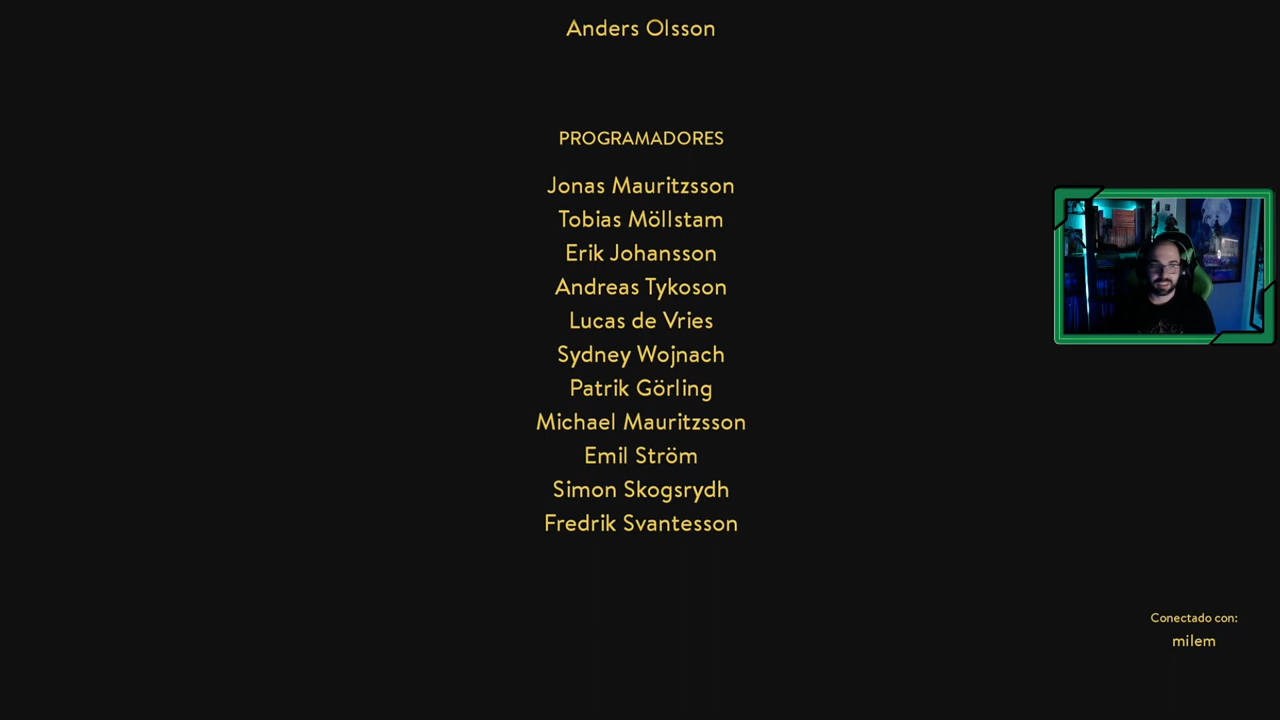 Anders Olsson
PROGRAMADORES
Jonas Mauritzsson
Tobias Möllstam
Erik Johansson
Andreas Tykoson
Lucas de Vries
Sydney Wojnach
Patrik Görling
Michael Mauritzsson
Emil Ström
Simon Skogsrydh
Fredrik Svantesson
Conectado con:
milem